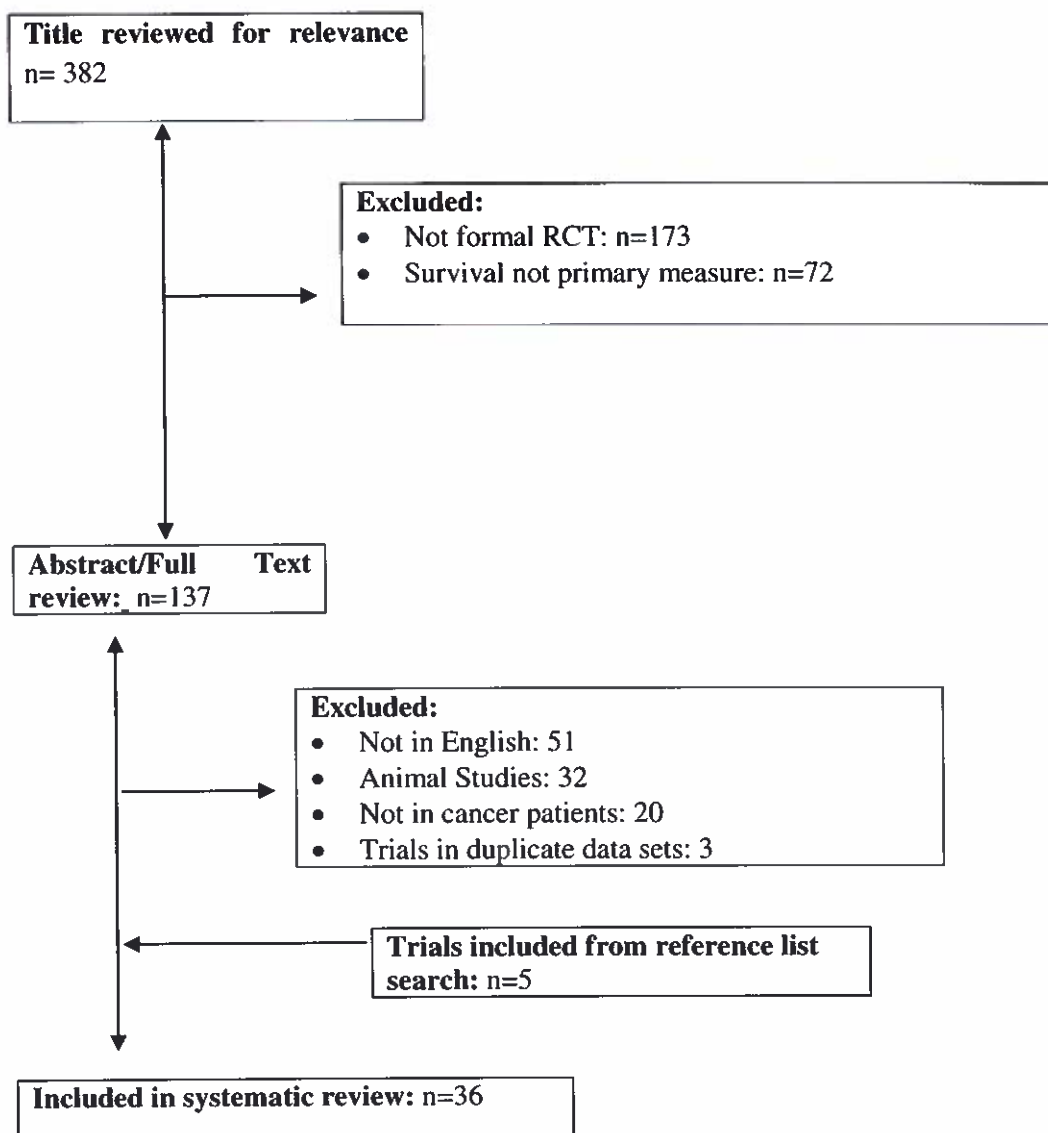 Title reviewed for relevance
n= 382
Excluded:
• Not formal RCT: n=173
• Survival not primary measure: n=72
Abstract/Full Text
review: n=137
Excluded:
• Not in English: 51
• Animal Studies: 32
• Not in cancer patients: 20
• Trials in duplicate data sets: 3
Trials included from reference list
search: n=5
Included in systematic review: n=36